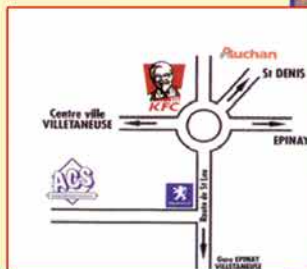 Auchan
St DENIS
KFC
Centre ville
VILLETANEUSE
EPINAY
ACS
Route de St Leu
Gare EPINAY
VILLETANEUSE